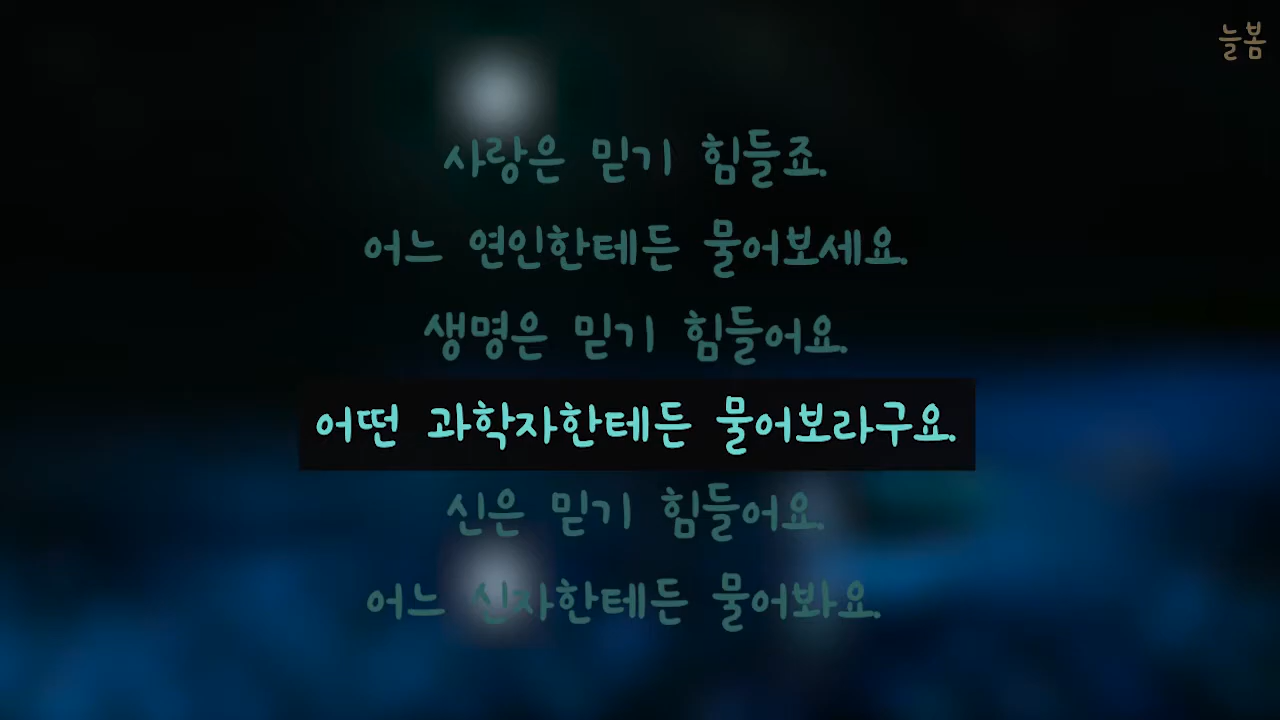 늘봄
사랑은 믿기 힘들죠.
어느 연인한테든 물어보세요.
생명은 믿기 힘들어요.
어떤 과학자한테든 물어보라구요.
신은 믿기 힘들어요.
어느 신자한테든 물어봐요.